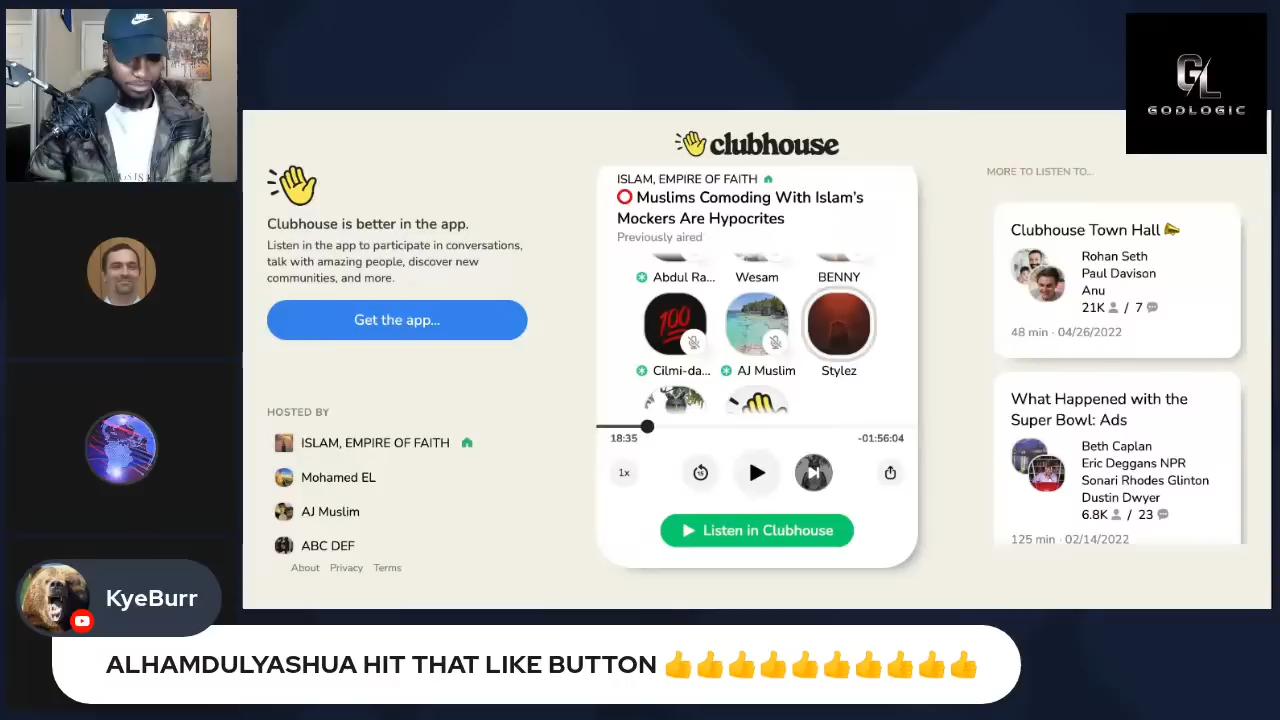 GL
GODLOGIC
clubhouse
Clubhouse is better in the app.
Listen in the app to participate in conversations,
talk with amazing people, discover new
communities, and more.
Get the app...
HOSTED BY
ISLAM, EMPIRE OF FAITH
Mohamed EL
AJ Muslim
ABC DEF
About Privacy Terms
ISLAM, EMPIRE OF FAITH
⭕ Muslims Comoding With Islam's
Mockers Are Hypocrites
Previously aired
Abdul Ra... Wesam BENNY
100
Cilmi-da... AJ Muslim Stylez
18:35 -01:56:04
1x
15
Listen in Clubhouse
MORE TO LISTEN TO...
Clubhouse Town Hall 📣
Rohan Seth
Paul Davison
Anu
21K / 7
48 min · 04/26/2022
What Happened with the
Super Bowl: Ads
Beth Caplan
Eric Deggans NPR
Sonari Rhodes Glinton
Dustin Dwyer
6.8K / 23
125 min · 02/14/2022
KyeBurr
ALHAMDULYASHUA HIT THAT LIKE BUTTON 👍👍👍👍👍👍👍👍👍👍